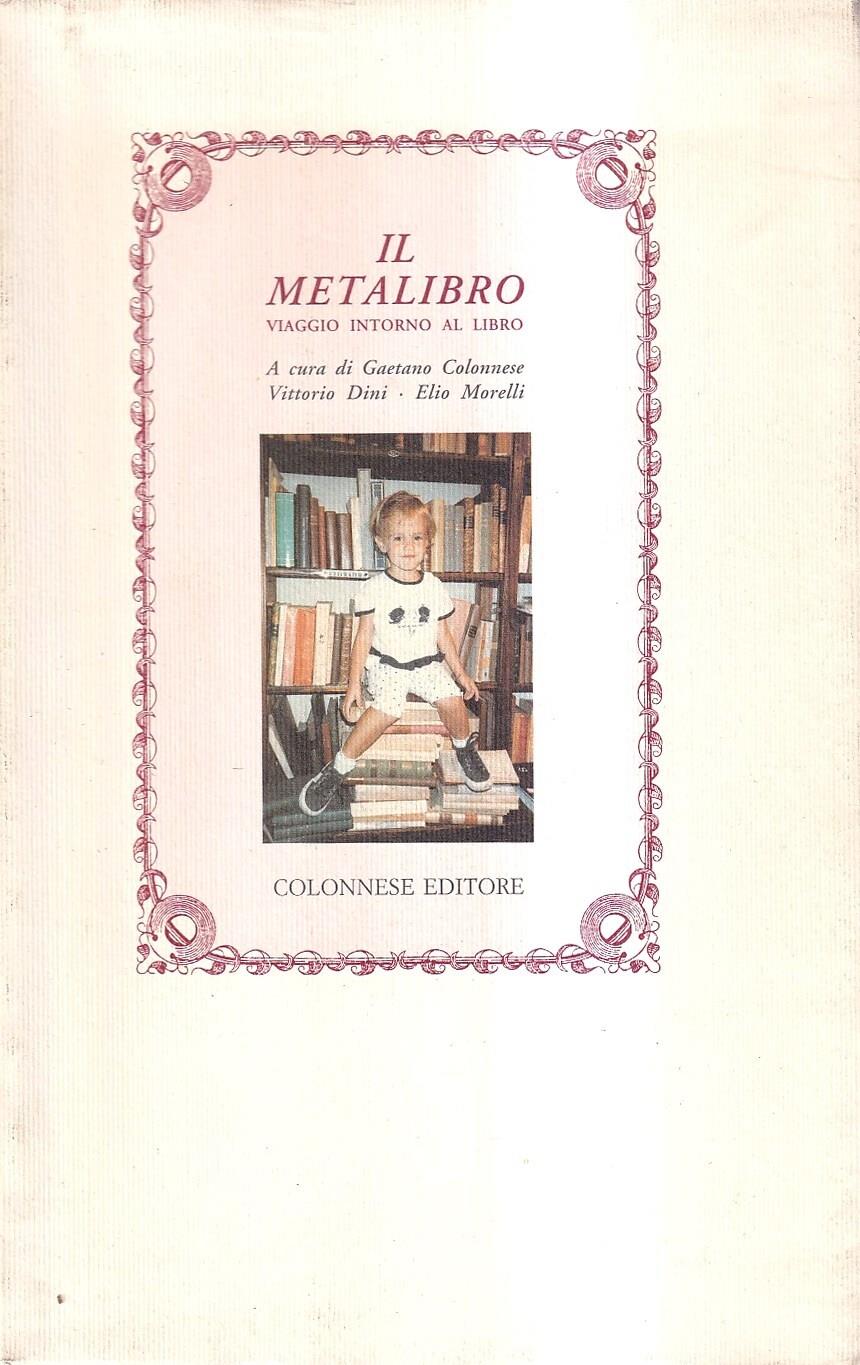 IL
METALIBRO
VIAGGIO INTORNO AL LIBRO
A cura di Gaetano Colonnese
Vittorio Dini · Elio Morelli
COLONNESE EDITORE